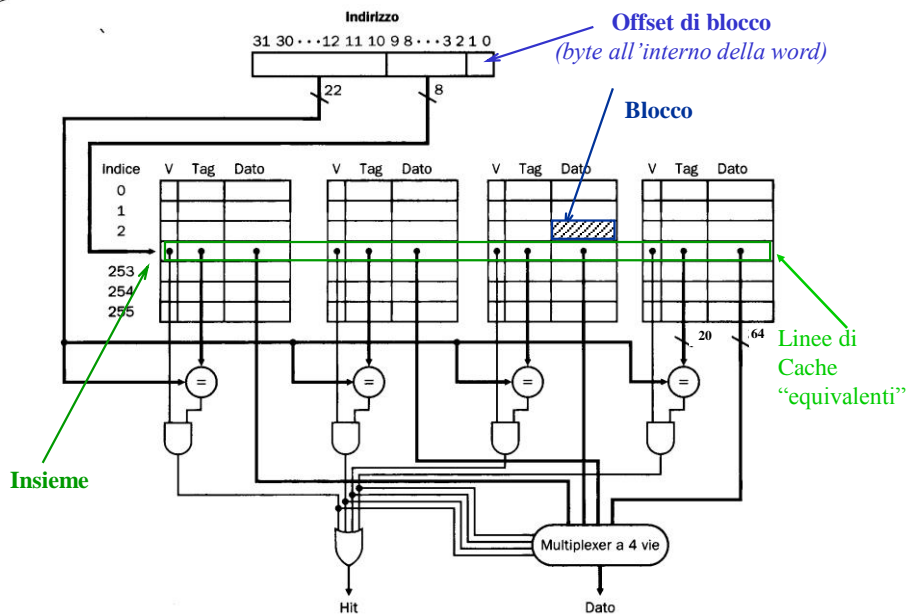 Indirizzo
31 30 · · · 12 11 10 9 8 · · · 3 2 1 0
Offset di blocco
(byte all'interno della word)
22
8
Blocco
Indice V Tag Dato V Tag Dato V Tag Dato V Tag Dato
0
1
2
253
254
255
20
64
Linee di
Cache
“equivalenti”
= = = =
Insieme
Multiplexer a 4 vie
Hit
Dato